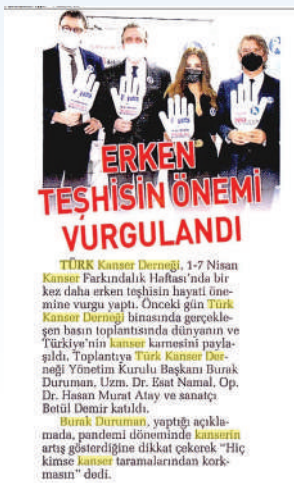 ERKEN
TEŞHİSİN ÖNEMİ
VURGULANDI
TÜRK Kanser Derneği, 1-7 Nisan
Kanser Farkındalık Haftası'nda bir
kez daha erken teşhisin hayati öne-
mine vurgu yaptı. Önceki gün Türk
Kanser Derneği binasında gerçekle-
şen basın toplantısında dünyanın ve
Türkiye'nin kanser karnesini payla-
şıldı. Toplantıya Türk Kanser Der-
neği Yönetim Kurulu Başkanı Burak
Duruman, Uzm. Dr. Esat Namal, Op.
Dr. Hasan Murat Atay ve sanatçı
Betül Demir katıldı.
Burak Duruman, yaptığı açıkla-
mada, pandemi döneminde kanserin
artış gösterdiğine dikkat çekerek "Hiç
kimse kanser taramalarından kork-
masın" dedi.